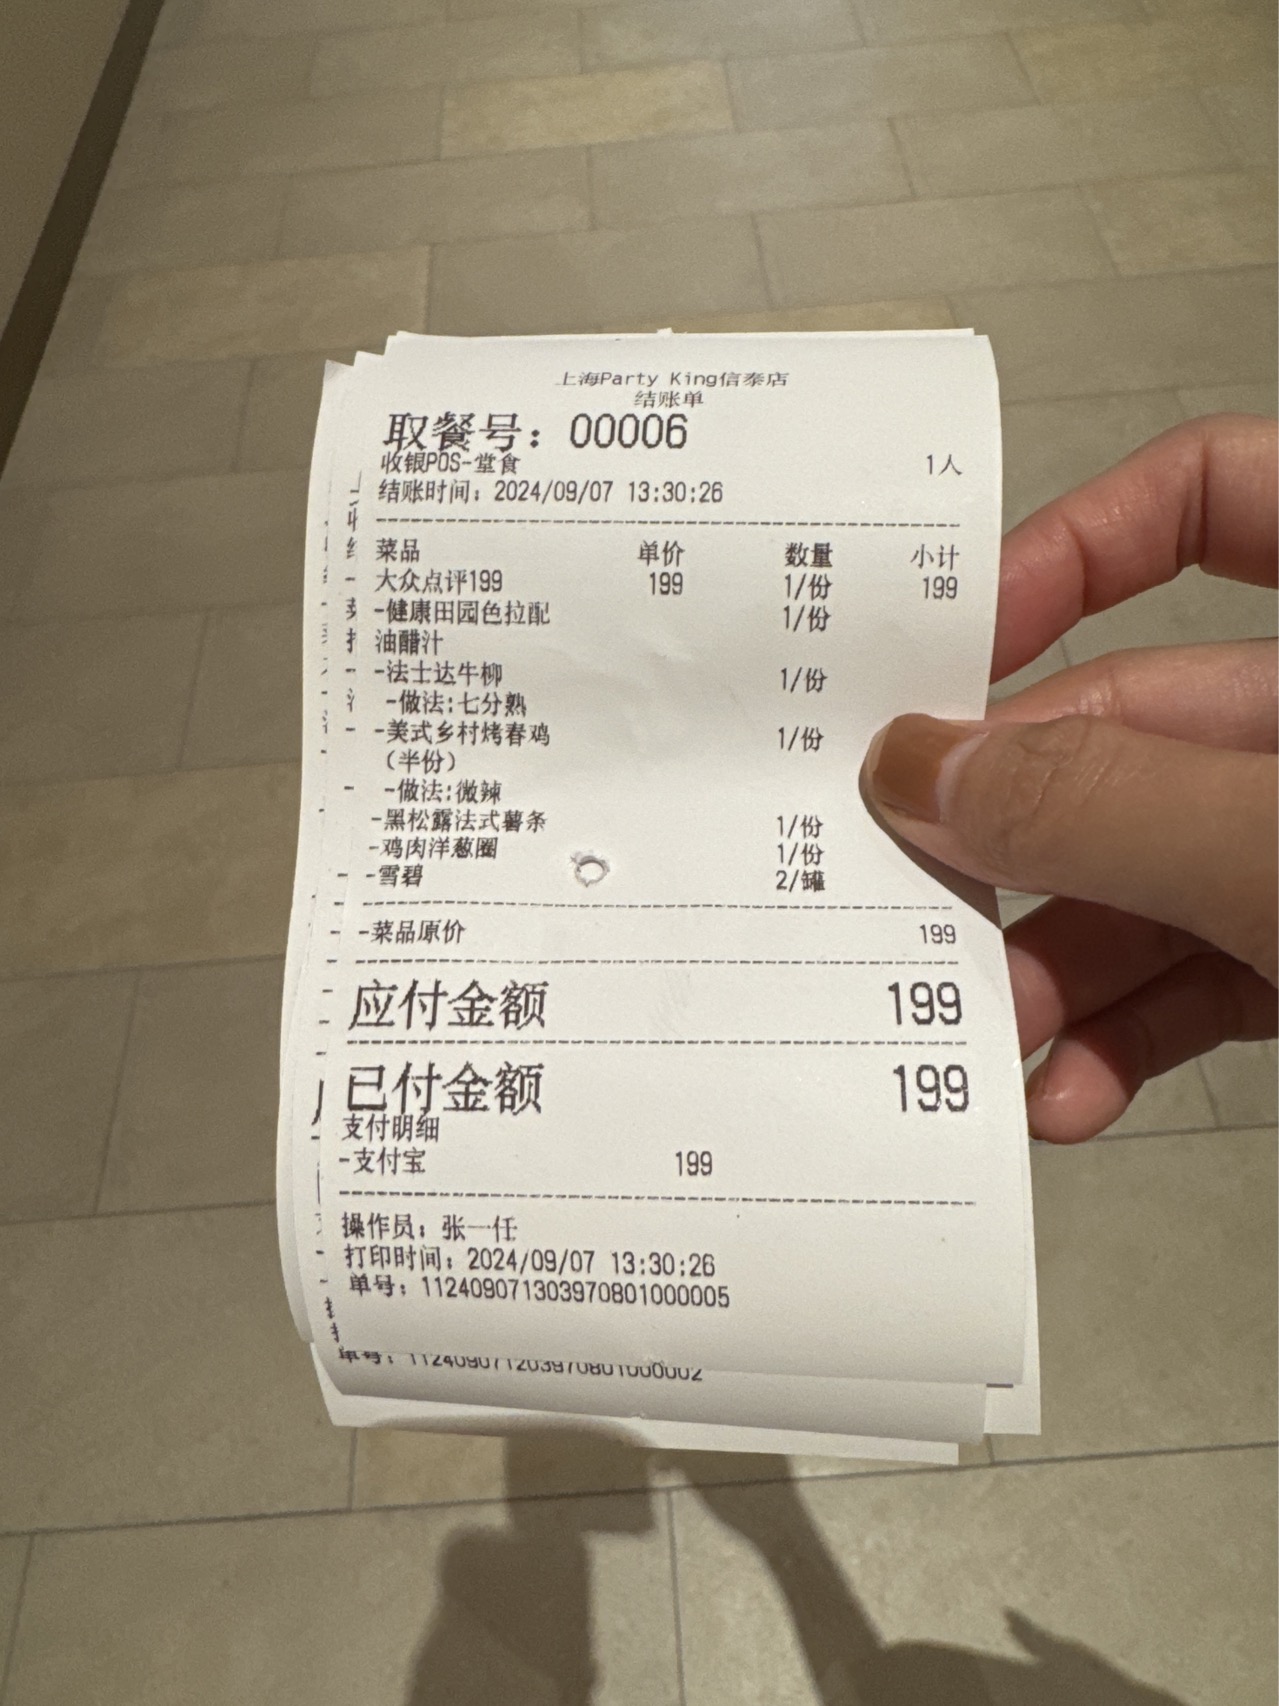 上海Party King信泰店
结账单
取餐号：00006
收银POS-堂食 1人
结账时间：2024/09/07 13:30:26
菜品 单价 数量 小计
大众点评199 199 1/份 199
-健康田园色拉配 1/份
油醋汁
-法士达牛柳 1/份
-做法:七分熟
-美式乡村烤春鸡 1/份
（半份）
-做法:微辣
-黑松露法式薯条 1/份
-鸡肉洋葱圈 1/份
-雪碧 2/罐
-菜品原价 199
应付金额 199
已付金额 199
支付明细
-支付宝 199
操作员：张一任
打印时间：2024/09/07 13:30:26
单号：112409071303970801000005
单号：112409071203970801000002